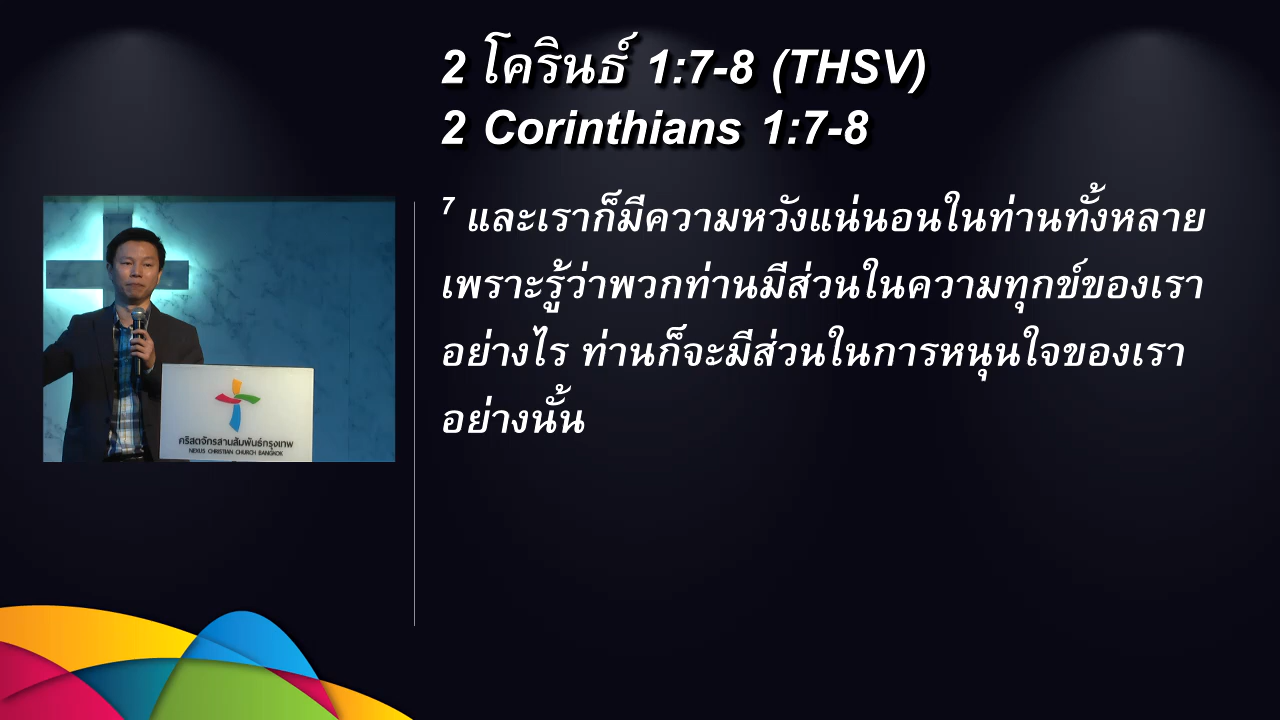 2 โครินธ์ 1:7-8 (THSV)
2 Corinthians 1:7-8
7 และเราก็มีความหวังแน่นอนในท่านทั้งหลาย
เพราะรู้ว่าพวกท่านมีส่วนในความทุกข์ของเรา
อย่างไร ท่านก็จะมีส่วนในการหนุนใจของเรา
อย่างนั้น
คริสตจักรสานสัมพันธ์กรุงเทพ
NEXUS CHRISTIAN CHURCH BANGKOK